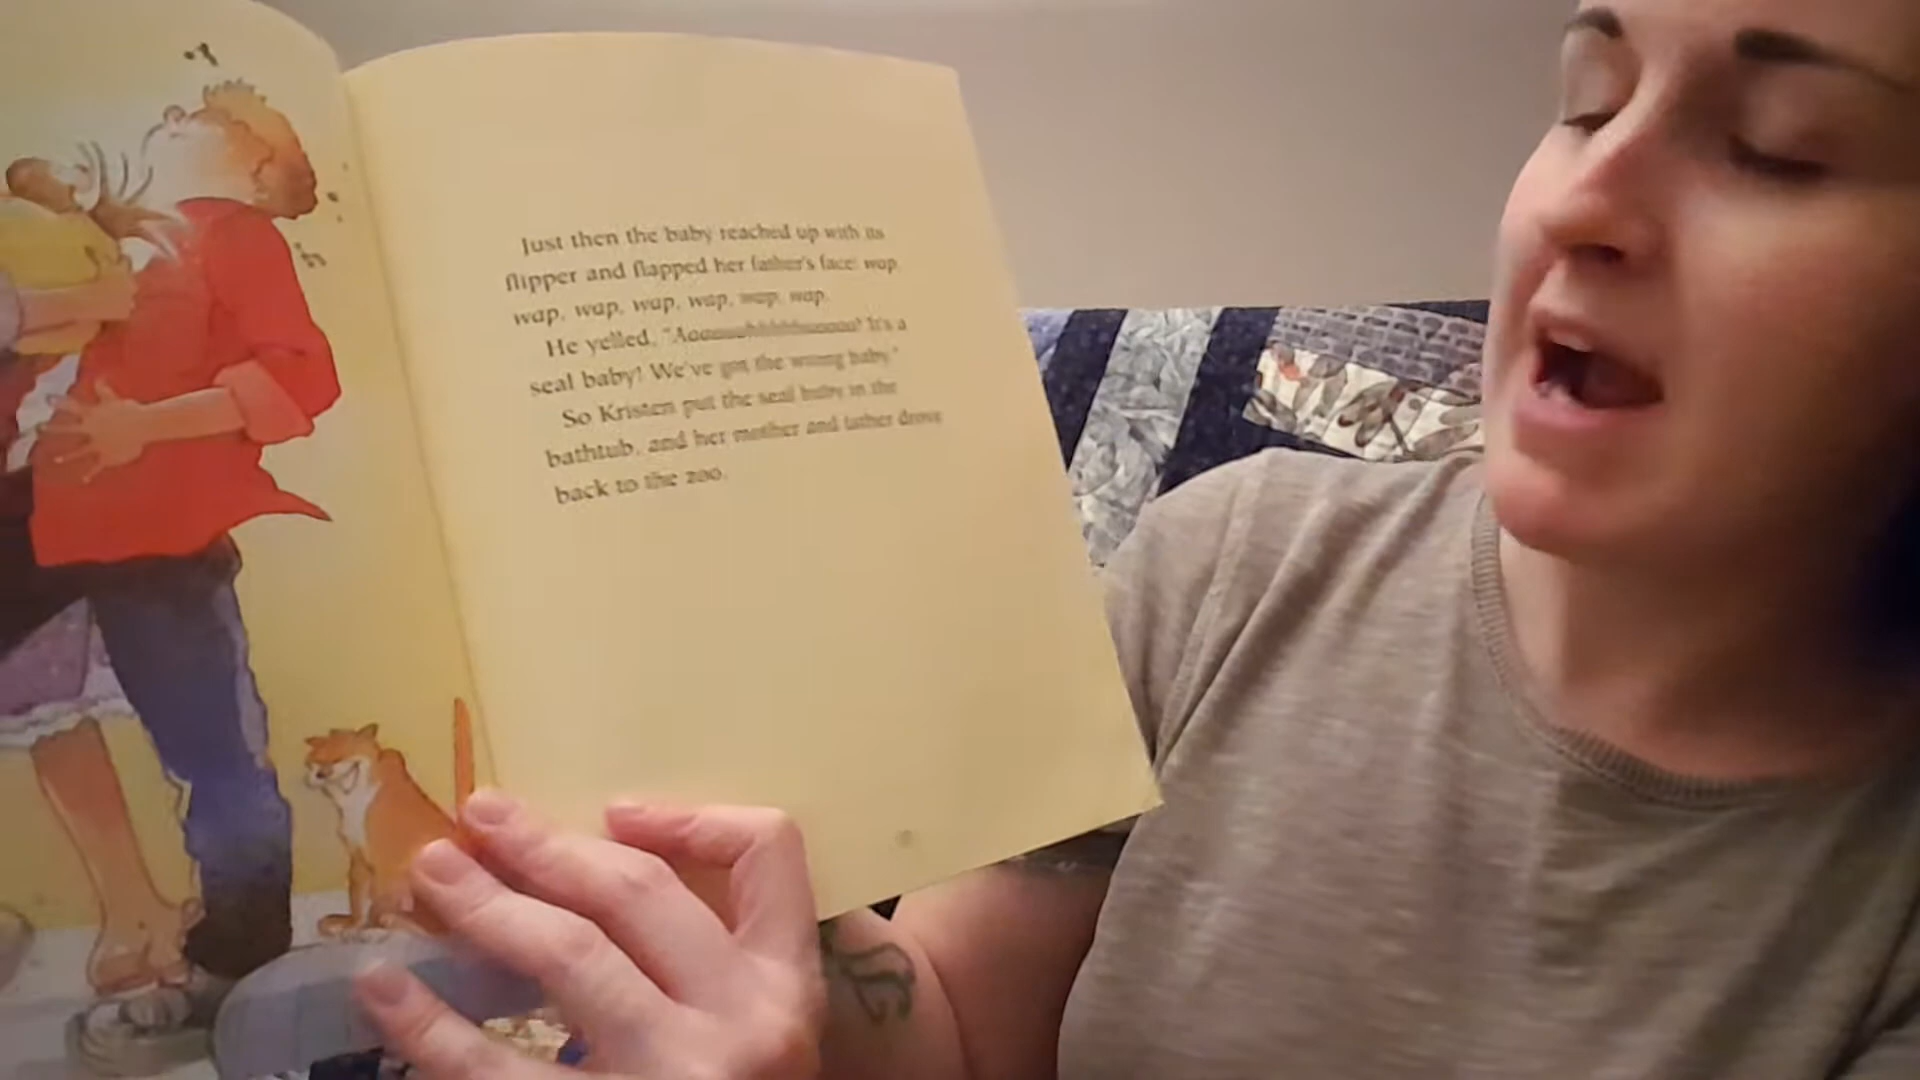 Just then the baby reached up with its
flipper and flapped her father's face: wap,
wap, wap, wap, wap, wap, wap.
He yelled, "It's a
seal baby! We've got the wrong baby."
So Kristen put the seal baby in the
bathtub, and her mother and father drove
back to the zoo.